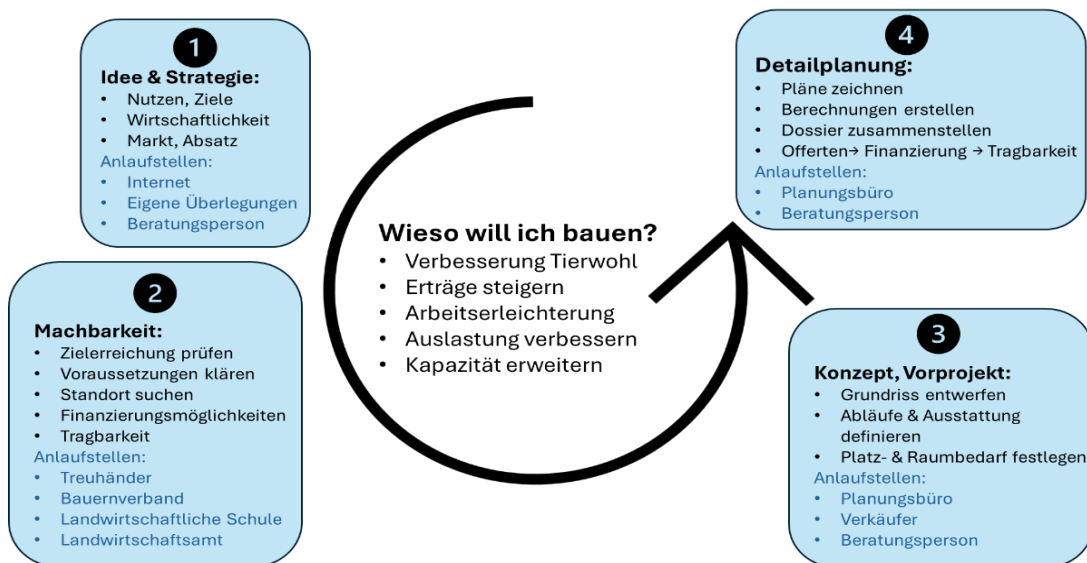 1
Idee & Strategie:
• Nutzen, Ziele
• Wirtschaftlichkeit
• Markt, Absatz
Anlaufstellen:
• Internet
• Eigene Überlegungen
• Beratungsperson
2
Machbarkeit:
• Zielerreichung prüfen
• Voraussetzungen klären
• Standort suchen
• Finanzierungsmöglichkeiten
• Tragbarkeit
Anlaufstellen:
• Treuhänder
• Bauernverband
• Landwirtschaftliche Schule
• Landwirtschaftsamt
Wieso will ich bauen?
• Verbesserung Tierwohl
• Erträge steigern
• Arbeitserleichterung
• Auslastung verbessern
• Kapazität erweitern
3
Konzept, Vorprojekt:
• Grundriss entwerfen
• Abläufe & Ausstattung
definieren
• Platz- & Raumbedarf festlegen
Anlaufstellen:
• Planungsbüro
• Verkäufer
• Beratungsperson
4
Detailplanung:
• Pläne zeichnen
• Berechnungen erstellen
• Dossier zusammenstellen
• Offerten→ Finanzierung → Tragbarkeit
Anlaufstellen:
• Planungsbüro
• Beratungsperson